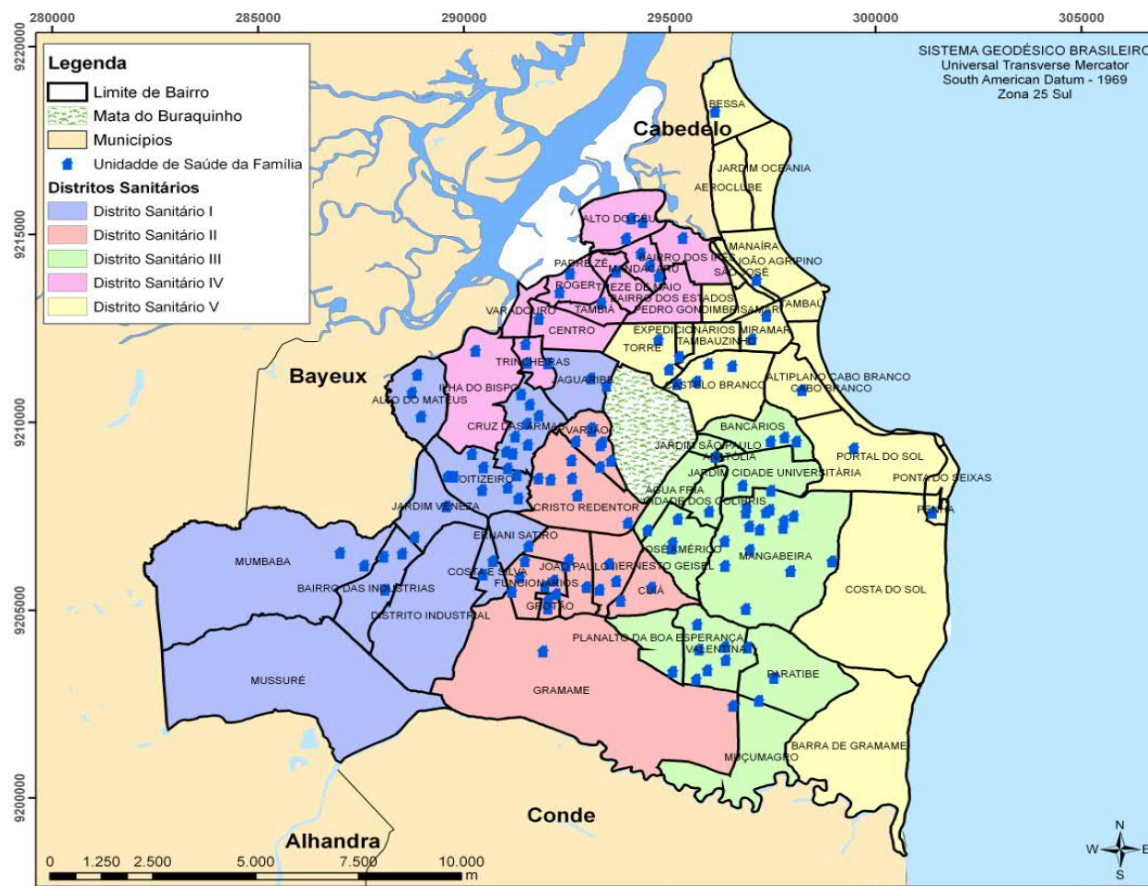 280000
285000
290000
295000
300000
305000
9220000
9215000
9210000
9205000
9200000
SISTEMA GEODÉSICO BRASILEIRO
Universal Transverse Mercator
South American Datum - 1969
Zona 25 Sul
Legenda
Limite de Bairro
Mata do Buraquinho
Municípios
Unidadde de Saúde da Família
Distritos Sanitários
Distrito Sanitário I
Distrito Sanitário II
Distrito Sanitário III
Distrito Sanitário IV
Distrito Sanitário V
Cabedelo
BESSA
JARDIM OCEANIA
AEROCLUBE
ALTO DO CÉU
MANAÍRA
BAIRRO DOS IPÊS
JOÃO AGRIPINO
PADRE ZÉ
MANDACARU
SÃO JOSÉ
ROGER
TREZE DE MAIO
BAIRRO DOS ESTADOS
TAMBAÚ
VARADOURO
TAMBIÁ
PEDRO GONDIM
BRISAMAR
CENTRO
EXPEDICIONÁRIOS
MIRAMAR
TORRE
TAMBAUZINHO
TRINCHEIRAS
Bayeux
JAGUARIBE
ALTIPLANO CABO BRANCO
ILHA DO BISPO
CASTELO BRANCO
CABO BRANCO
ALTO DO MATEUS
CRUZ DAS ARMAS
VARJÃO
BANCÁRIOS
JARDIM SÃO PAULO
ANATÓLIA
PORTAL DO SOL
OITIZEIRO
JARDIM CIDADE UNIVERSITÁRIA
PONTA DO SEIXAS
ÁGUA FRIA
CIDADE DOS COLIBRIS
JARDIM VENEZA
CRISTO REDENTOR
PENHA
ERNANI SATIRO
JOSÉ AMÉRICO
MANGABEIRA
MUMBABA
COSTA E SILVA
JOÃO PAULO II
ERNESTO GEISEL
FUNCIONÁRIOS
BAIRRO DAS INDÚSTRIAS
CUIÁ
COSTA DO SOL
GROTÃO
DISTRITO INDUSTRIAL
PLANALTO DA BOA ESPERANÇA
VALENTINA
PARATIBE
MUSSURÉ
GRAMAME
BARRA DE GRAMAME
MUÇUMAGRO
Conde
Alhandra
0 1.250 2.500 5.000 7.500 10.000
m
N
W E
S